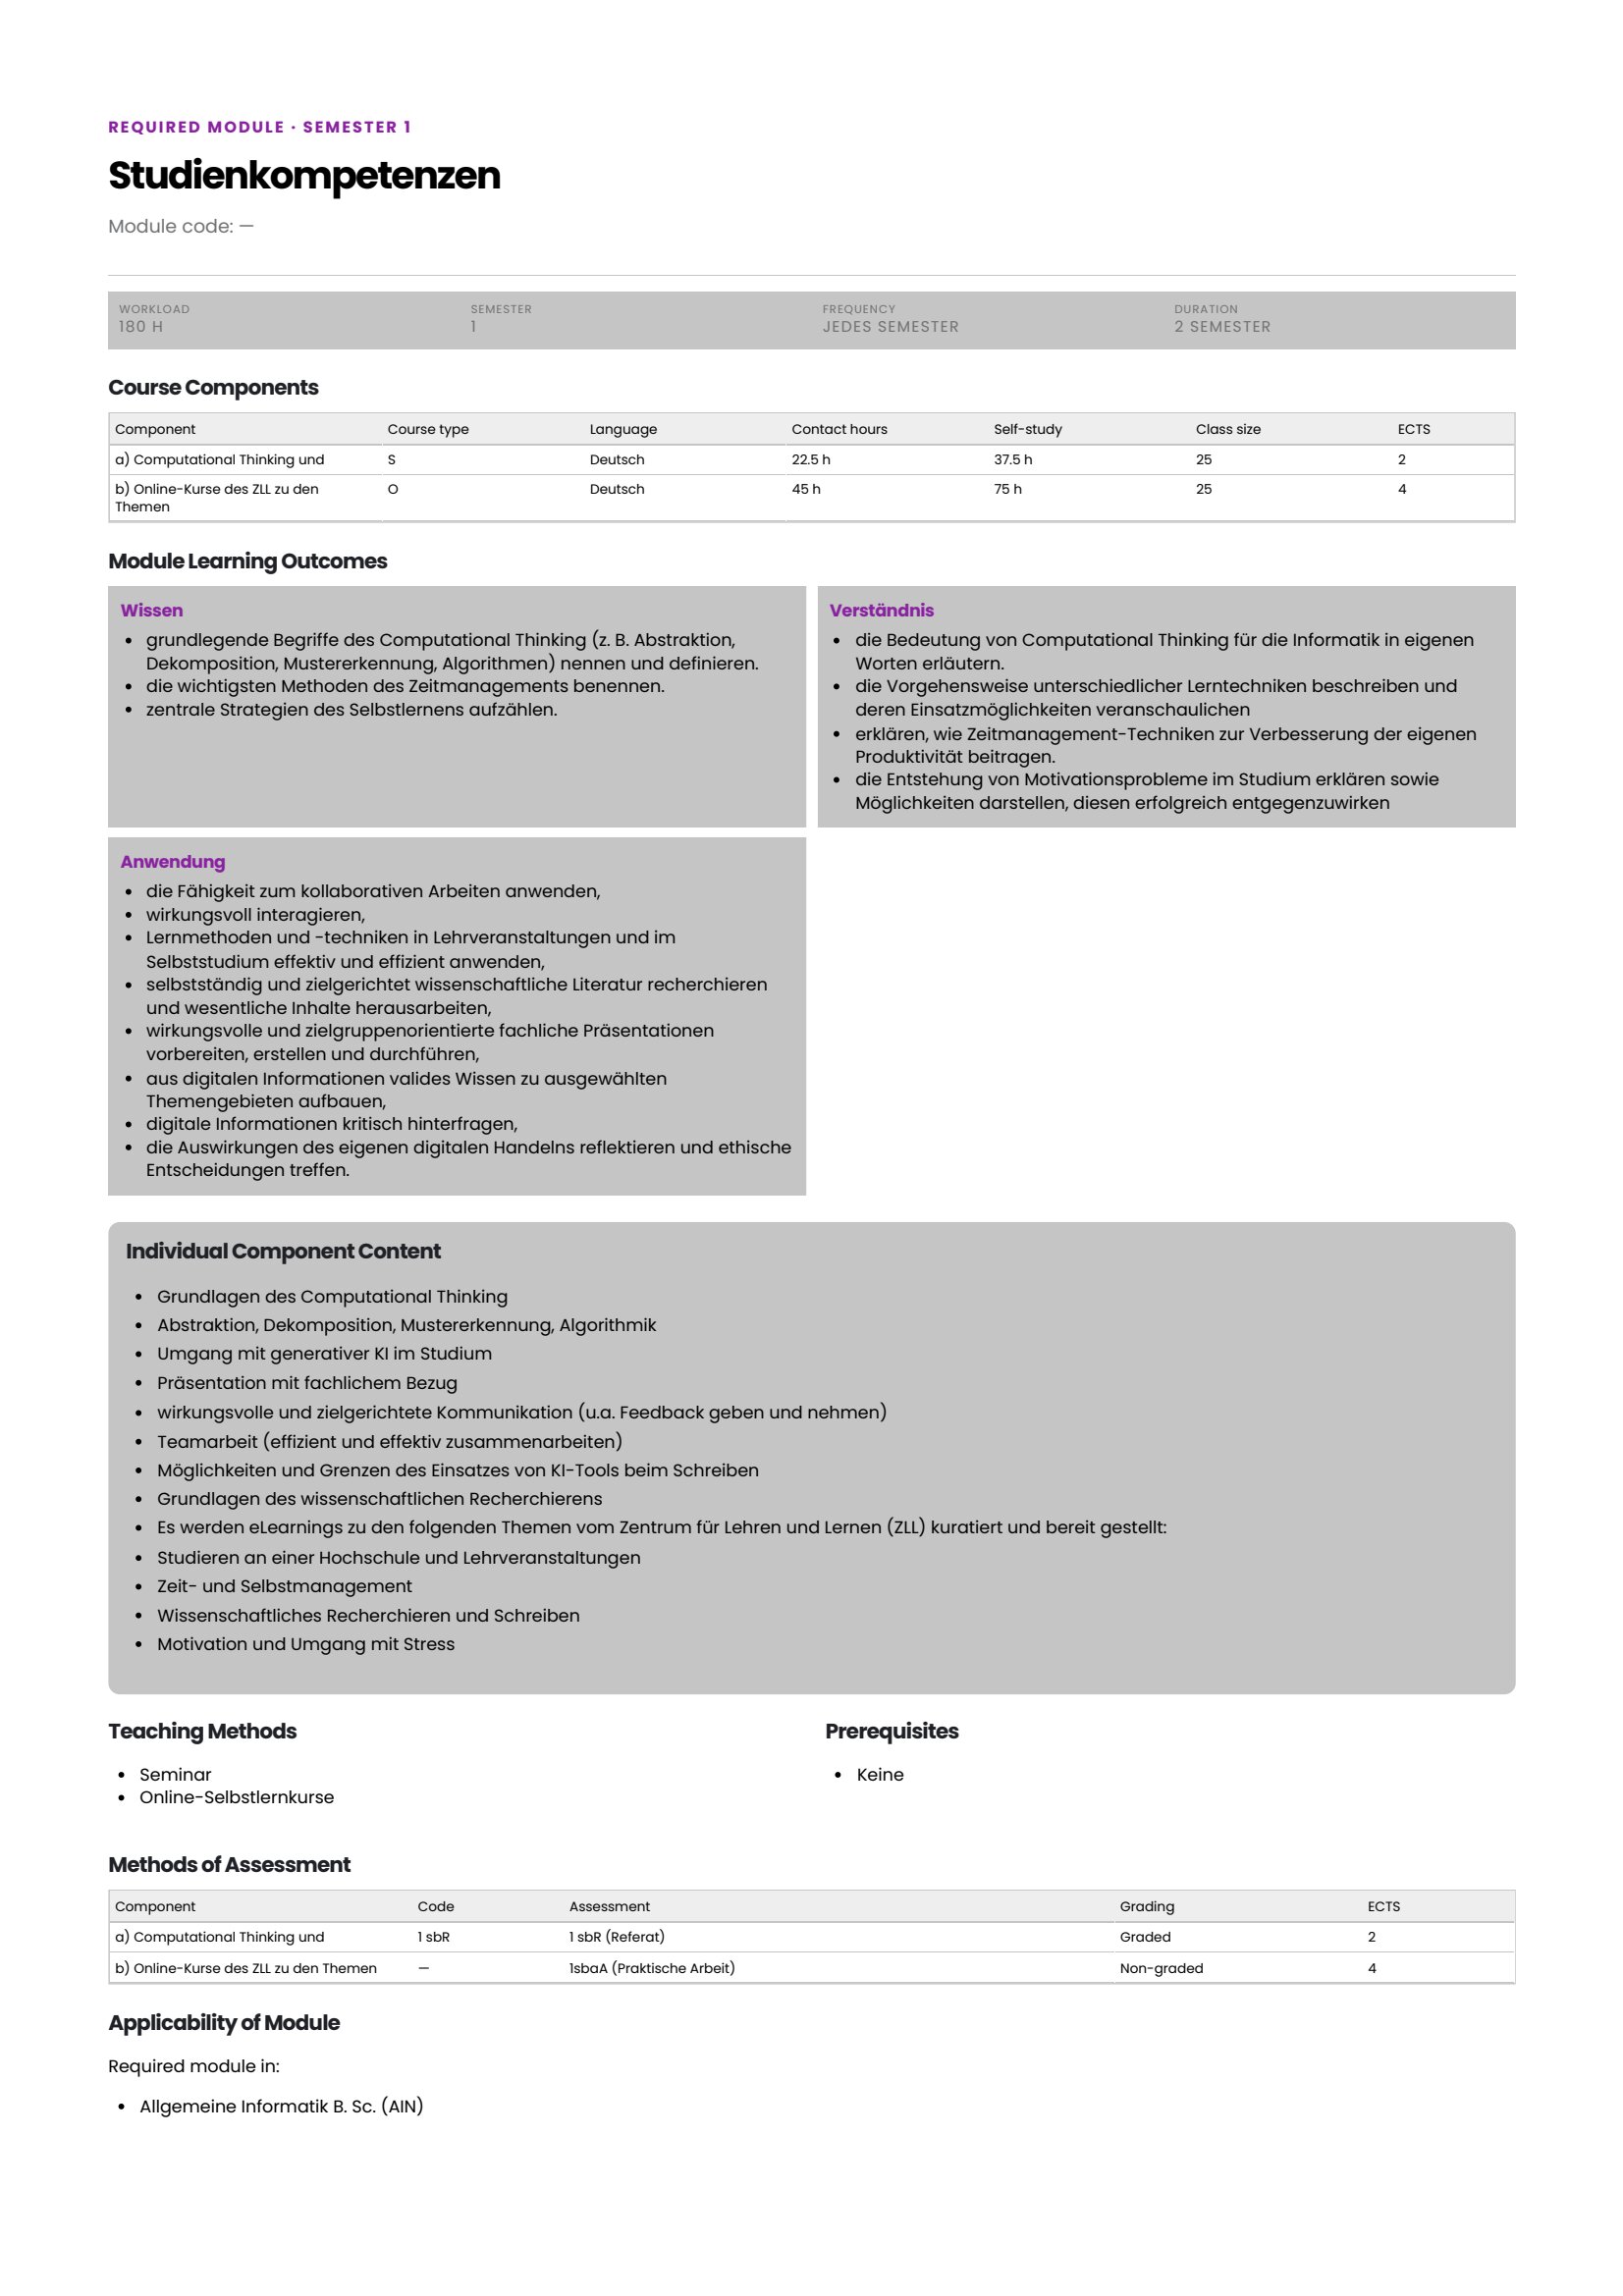 REQUIRED MODULE · SEMESTER 1
Studienkompetenzen
Module code: —
WORKLOAD SEMESTER FREQUENCY DURATION
180 H 1 JEDES SEMESTER 2 SEMESTER
Course Components
Component Course type Language Contact hours Self-study Class size ECTS
a) Computational Thinking und S Deutsch 22.5 h 37.5 h 25 2
b) Online-Kurse des ZLL zu den O Deutsch 45 h 75 h 25 4
Themen
Module Learning Outcomes
Wissen
• grundlegende Begriffe des Computational Thinking (z. B. Abstraktion,
Dekomposition, Mustererkennung, Algorithmen) nennen und definieren.
• die wichtigsten Methoden des Zeitmanagements benennen.
• zentrale Strategien des Selbstlernens aufzählen.
Verständnis
• die Bedeutung von Computational Thinking für die Informatik in eigenen
Worten erläutern.
• die Vorgehensweise unterschiedlicher Lerntechniken beschreiben und
deren Einsatzmöglichkeiten veranschaulichen
• erklären, wie Zeitmanagement-Techniken zur Verbesserung der eigenen
Produktivität beitragen.
• die Entstehung von Motivationsprobleme im Studium erklären sowie
Möglichkeiten darstellen, diesen erfolgreich entgegenzuwirken
Anwendung
• die Fähigkeit zum kollaborativen Arbeiten anwenden,
• wirkungsvoll interagieren,
• Lernmethoden und -techniken in Lehrveranstaltungen und im
Selbststudium effektiv und effizient anwenden,
• selbstständig und zielgerichtet wissenschaftliche Literatur recherchieren
und wesentliche Inhalte herausarbeiten,
• wirkungsvolle und zielgruppenorientierte fachliche Präsentationen
vorbereiten, erstellen und durchführen,
• aus digitalen Informationen valides Wissen zu ausgewählten
Themengebieten aufbauen,
• digitale Informationen kritisch hinterfragen,
• die Auswirkungen des eigenen digitalen Handelns reflektieren und ethische
Entscheidungen treffen.
Individual Component Content
• Grundlagen des Computational Thinking
• Abstraktion, Dekomposition, Mustererkennung, Algorithmik
• Umgang mit generativer KI im Studium
• Präsentation mit fachlichem Bezug
• wirkungsvolle und zielgerichtete Kommunikation (u.a. Feedback geben und nehmen)
• Teamarbeit (effizient und effektiv zusammenarbeiten)
• Möglichkeiten und Grenzen des Einsatzes von KI-Tools beim Schreiben
• Grundlagen des wissenschaftlichen Recherchierens
• Es werden eLearnings zu den folgenden Themen vom Zentrum für Lehren und Lernen (ZLL) kuratiert und bereit gestellt:
• Studieren an einer Hochschule und Lehrveranstaltungen
• Zeit- und Selbstmanagement
• Wissenschaftliches Recherchieren und Schreiben
• Motivation und Umgang mit Stress
Teaching Methods
• Seminar
• Online-Selbstlernkurse
Prerequisites
• Keine
Methods of Assessment
Component Code Assessment Grading ECTS
a) Computational Thinking und 1 sbR 1 sbR (Referat) Graded 2
b) Online-Kurse des ZLL zu den Themen — 1sbaA (Praktische Arbeit) Non-graded 4
Applicability of Module
Required module in:
• Allgemeine Informatik B. Sc. (AIN)